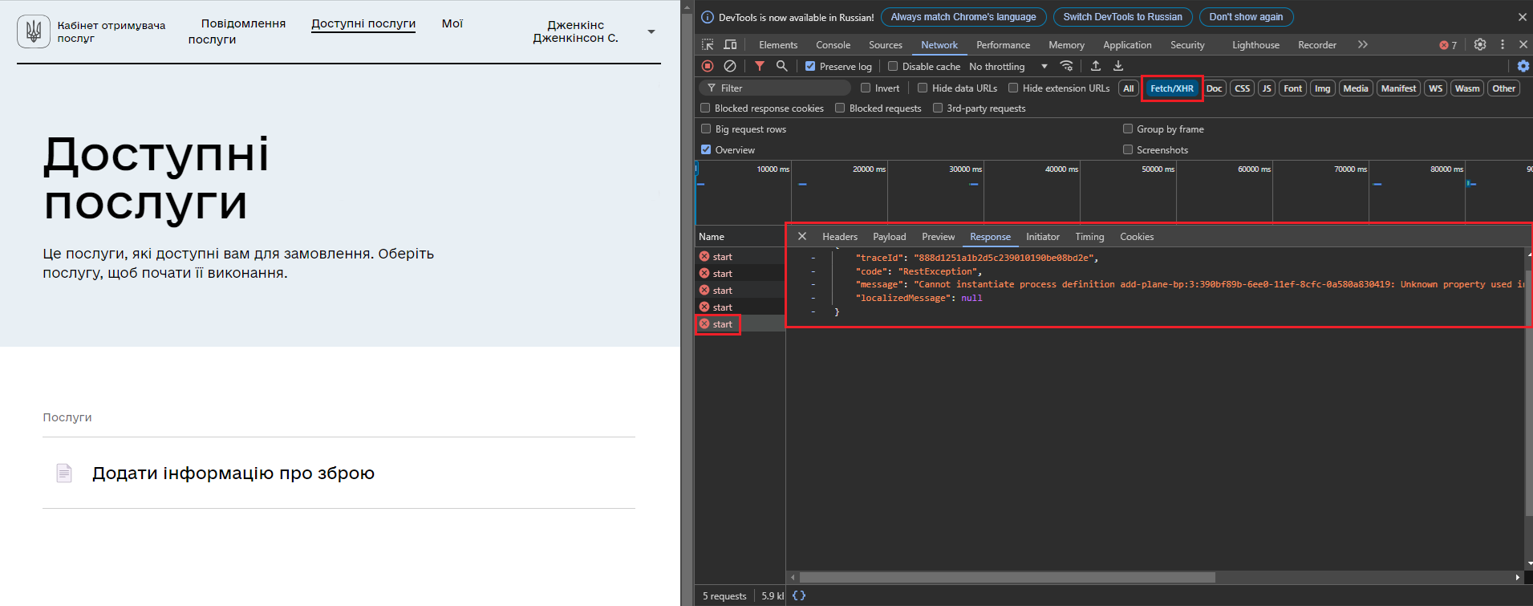 Кабінет отримувача
послуг
Повідомлення
послуги
Доступні послуги
Мої
Дженкінс
Дженкінсон С.
Доступні
послуги
Це послуги, які доступні вам для замовлення. Оберіть
послугу, щоб почати її виконання.
Послуги
Додати інформацію про зброю
DevTools is now available in Russian! Always match Chrome's language Switch DevTools to Russian Don't show again
Elements Console Sources Network Performance Memory Application Security Lighthouse Recorder 7
Preserve log Disable cache No throttling
Filter Invert Hide data URLs Hide extension URLs All Fetch/XHR Doc CSS JS Font Img Media Manifest WS Wasm Other
Blocked response cookies Blocked requests 3rd-party requests
Big request rows Group by frame
Overview Screenshots
10000 ms 20000 ms 30000 ms 40000 ms 50000 ms 60000 ms 70000 ms 80000 ms
Name
start
start
start
start
start
Headers Payload Preview Response Initiator Timing Cookies
- "traceId": "888d1251a1b2d5c239010190be08bd2e",
- "code": "RestException",
- "message": "Cannot instantiate process definition add-plane-bp:3:390bf89b-6ee0-11ef-8cfc-0a580a830419: Unknown property used in
- "localizedMessage": null
- }
5 requests 5.9 k
{ }